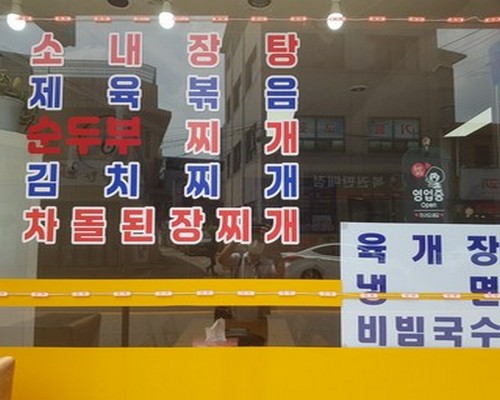 소내장탕
제육볶음
순두부찌개
김치찌개
차돌된장찌개
영업중
Open
육개장
냉면
비빔국수